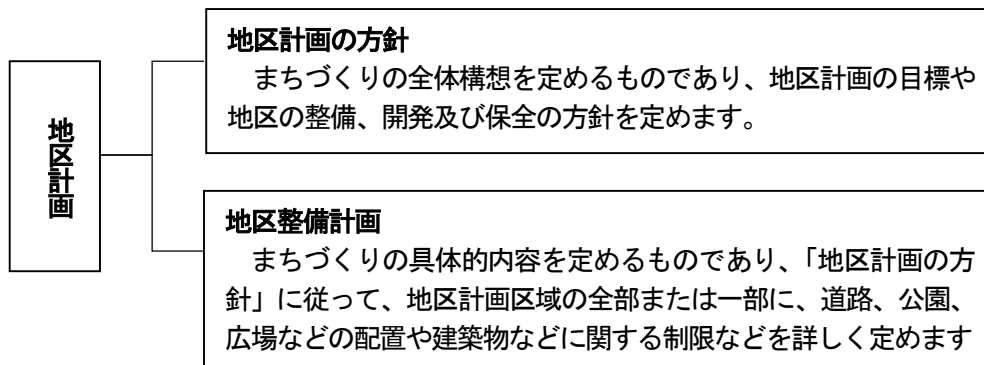 地区計画
地区計画の方針
まちづくりの全体構想を定めるものであり、地区計画の目標や
地区の整備、開発及び保全の方針を定めます。
地区整備計画
まちづくりの具体的内容を定めるものであり、「地区計画の方
針」に従って、地区計画区域の全部または一部に、道路、公園、
広場などの配置や建築物などに関する制限などを詳しく定めます